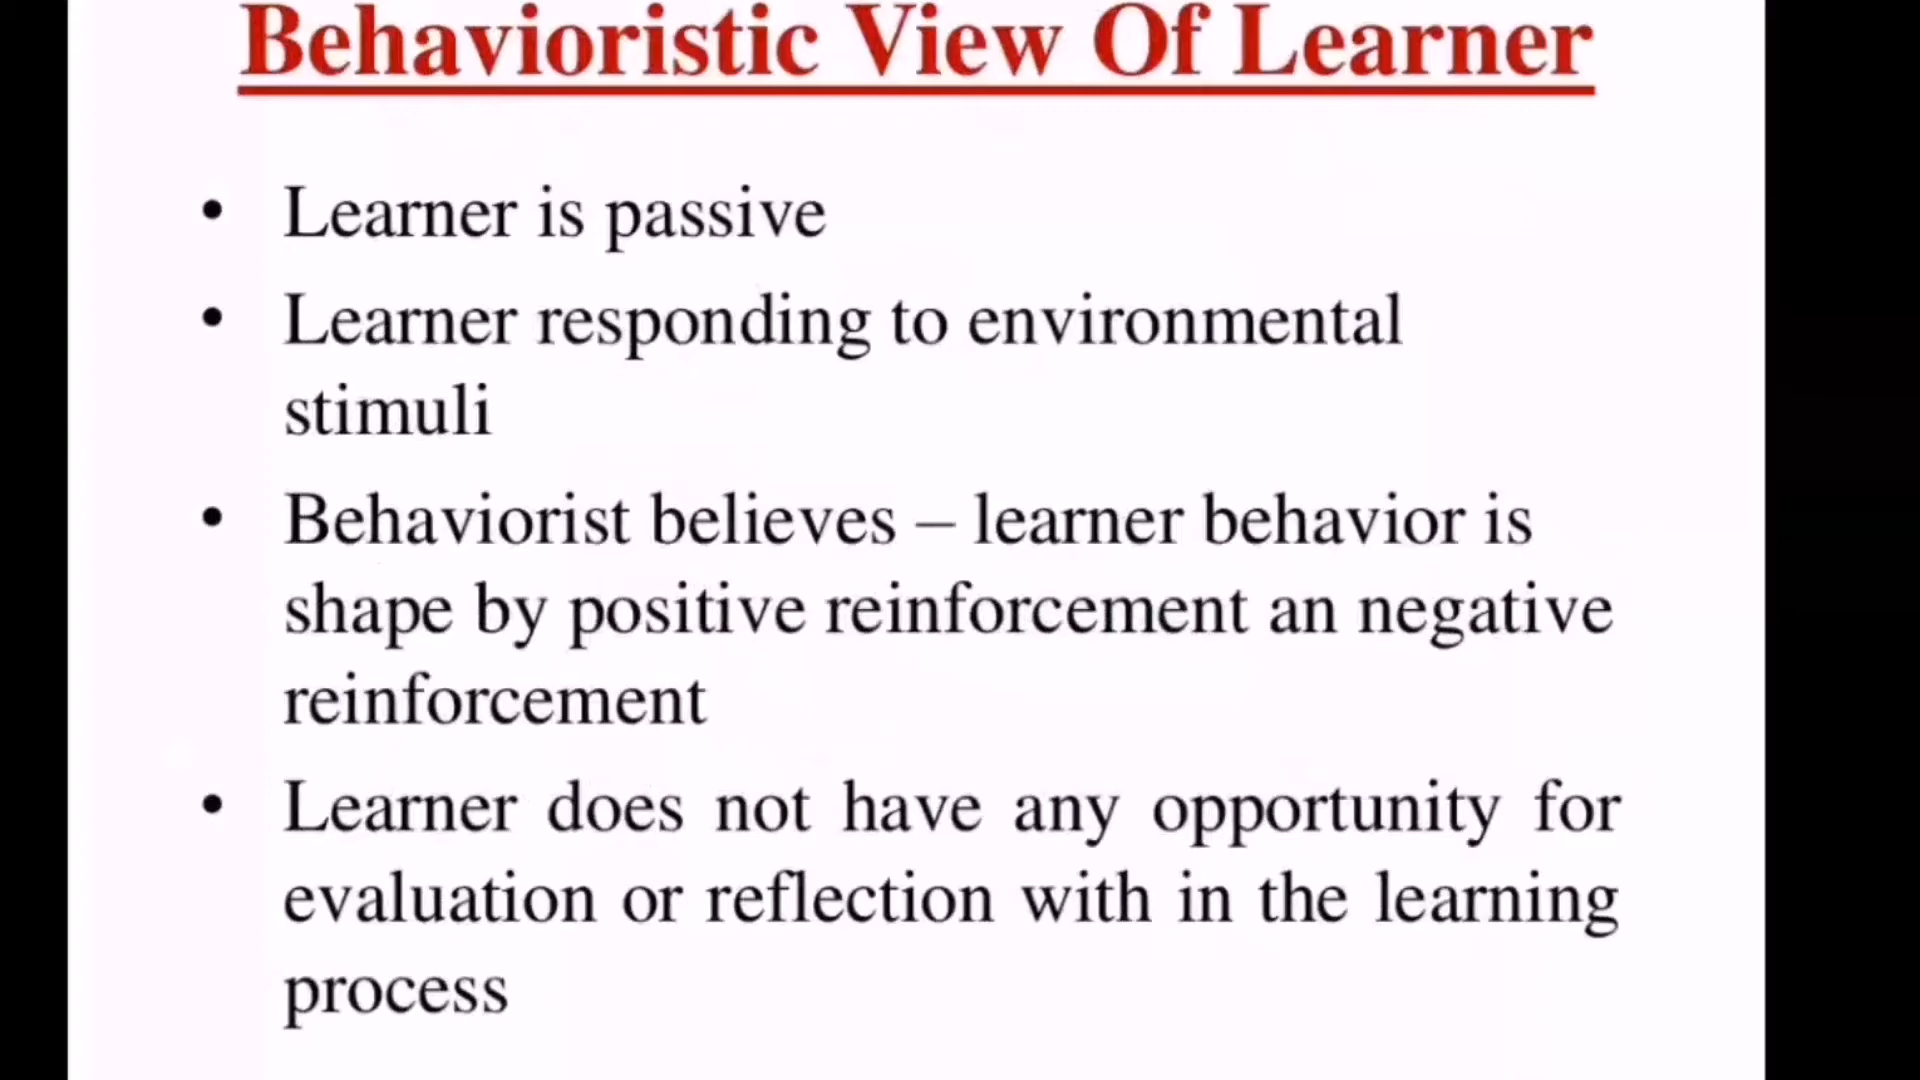 Behavioristic View Of Learner
• Learner is passive
• Learner responding to environmental
stimuli
• Behaviorist believes – learner behavior is
shape by positive reinforcement an negative
reinforcement
• Learner does not have any opportunity for
evaluation or reflection with in the learning
process